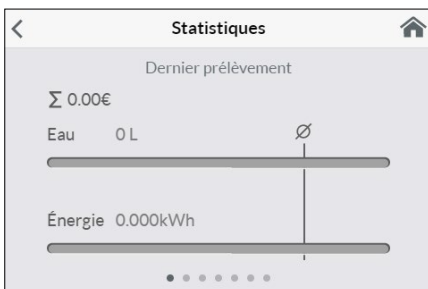 Statistiques
Dernier prélèvement
∑ 0.00€
Eau 0 L
Ø
Énergie 0.000kWh